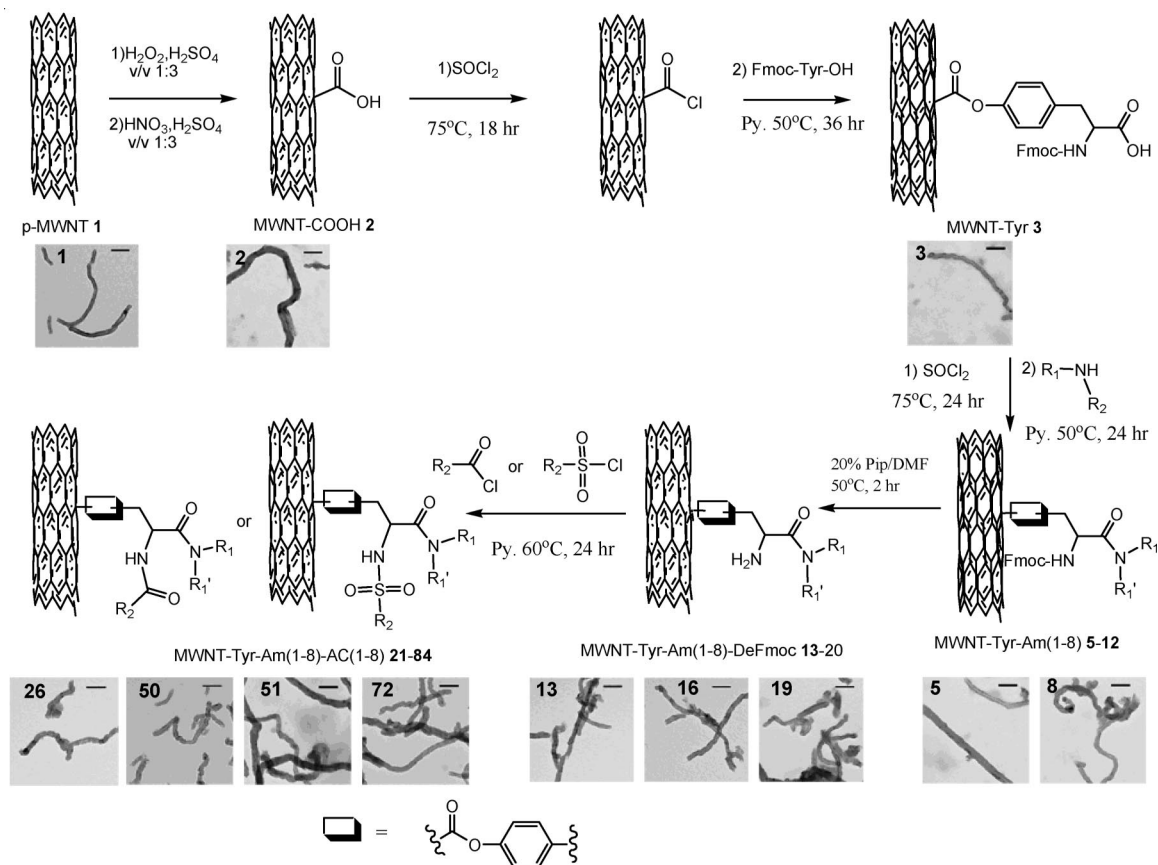 1)H2O2,H2SO4
v/v 1:3
2)HNO3,H2SO4
v/v 1:3
O
OH
1)SOCl2
75°C, 18 hr
O
Cl
2) Fmoc-Tyr-OH
Py. 50°C, 36 hr
O
O
O
OH
Fmoc-HN
p-MWNT 1
MWNT-COOH 2
MWNT-Tyr 3
1
2
3
1) SOCl2
75°C, 24 hr
2) R1-NH
R2
Py. 50°C, 24 hr
20% Pip/DMF
50°C, 2 hr
O
Fmoc-HN
N
R1
R1'
O
H2N
N
R1
R1'
O
R2
Cl
or
O
R2
S
Cl
O
Py. 60°C, 24 hr
O
HN
N
R1
R1'
O
S
O
R2
or
O
HN
N
R1
R1'
R2
O
MWNT-Tyr-Am(1-8)-AC(1-8) 21-84
MWNT-Tyr-Am(1-8)-DeFmoc 13-20
MWNT-Tyr-Am(1-8) 5-12
26
50
51
72
13
16
19
5
8
=
O
O